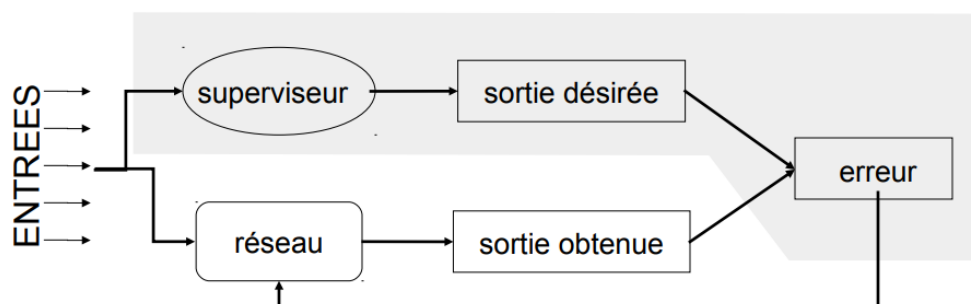 ENTREES
superviseur
sortie désirée
erreur
réseau
sortie obtenue